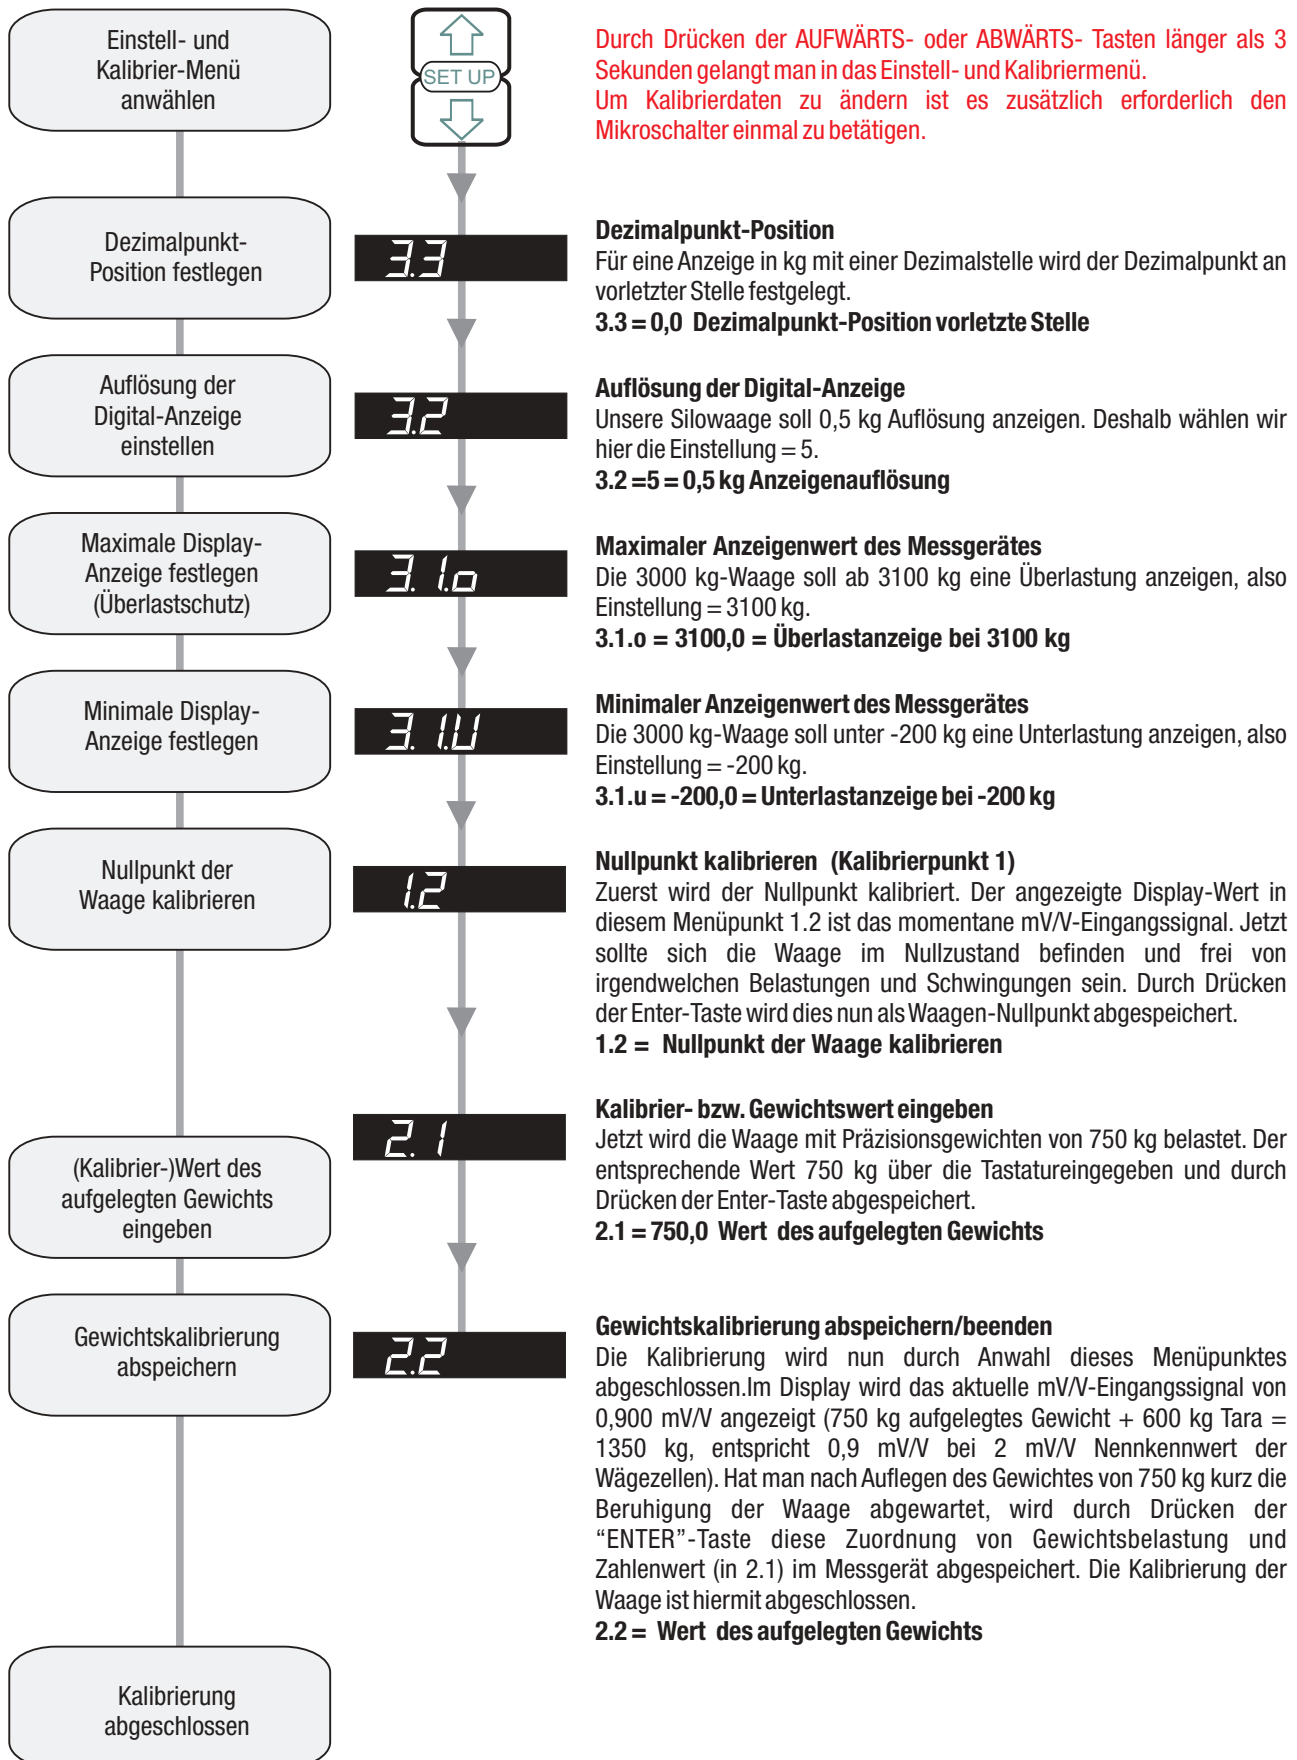 Einstell- und
Kalibrier-Menü
anwählen
SET UP
Durch Drücken der AUFWÄRTS- oder ABWÄRTS- Tasten länger als 3
Sekunden gelangt man in das Einstell- und Kalibriermenü.
Um Kalibrierdaten zu ändern ist es zusätzlich erforderlich den
Mikroschalter einmal zu betätigen.
Dezimalpunkt-
Position festlegen
3.3
Dezimalpunkt-Position
Für eine Anzeige in kg mit einer Dezimalstelle wird der Dezimalpunkt an
vorletzter Stelle festgelegt.
3.3 = 0,0 Dezimalpunkt-Position vorletzte Stelle
Auflösung der
Digital-Anzeige
einstellen
3.2
Auflösung der Digital-Anzeige
Unsere Silowaage soll 0,5 kg Auflösung anzeigen. Deshalb wählen wir
hier die Einstellung = 5.
3.2 =5 = 0,5 kg Anzeigenauflösung
Maximale Display-
Anzeige festlegen
(Überlastschutz)
3.1.o
Maximaler Anzeigenwert des Messgerätes
Die 3000 kg-Waage soll ab 3100 kg eine Überlastung anzeigen, also
Einstellung = 3100 kg.
3.1.o = 3100,0 = Überlastanzeige bei 3100 kg
Minimale Display-
Anzeige festlegen
3.1.U
Minimaler Anzeigenwert des Messgerätes
Die 3000 kg-Waage soll unter -200 kg eine Unterlastung anzeigen, also
Einstellung = -200 kg.
3.1.u = -200,0 = Unterlastanzeige bei -200 kg
Nullpunkt der
Waage kalibrieren
1.2
Nullpunkt kalibrieren (Kalibrierpunkt 1)
Zuerst wird der Nullpunkt kalibriert. Der angezeigte Display-Wert in
diesem Menüpunkt 1.2 ist das momentane mV/V-Eingangssignal. Jetzt
sollte sich die Waage im Nullzustand befinden und frei von
irgendwelchen Belastungen und Schwingungen sein. Durch Drücken
der Enter-Taste wird dies nun als Waagen-Nullpunkt abgespeichert.
1.2 = Nullpunkt der Waage kalibrieren
(Kalibrier-)Wert des
aufgelegten Gewichts
eingeben
2.1
Kalibrier- bzw. Gewichtswert eingeben
Jetzt wird die Waage mit Präzisionsgewichten von 750 kg belastet. Der
entsprechende Wert 750 kg über die Tastatureingegeben und durch
Drücken der Enter-Taste abgespeichert.
2.1 = 750,0 Wert des aufgelegten Gewichts
Gewichtskalibrierung
abspeichern
2.2
Gewichtskalibrierung abspeichern/beenden
Die Kalibrierung wird nun durch Anwahl dieses Menüpunktes
abgeschlossen.Im Display wird das aktuelle mV/V-Eingangssignal von
0,900 mV/V angezeigt (750 kg aufgelegtes Gewicht + 600 kg Tara =
1350 kg, entspricht 0,9 mV/V bei 2 mV/V Nennkennwert der
Wägezellen). Hat man nach Auflegen des Gewichtes von 750 kg kurz die
Beruhigung der Waage abgewartet, wird durch Drücken der
“ENTER”-Taste diese Zuordnung von Gewichtsbelastung und
Zahlenwert (in 2.1) im Messgerät abgespeichert. Die Kalibrierung der
Waage ist hiermit abgeschlossen.
2.2 = Wert des aufgelegten Gewichts
Kalibrierung
abgeschlossen